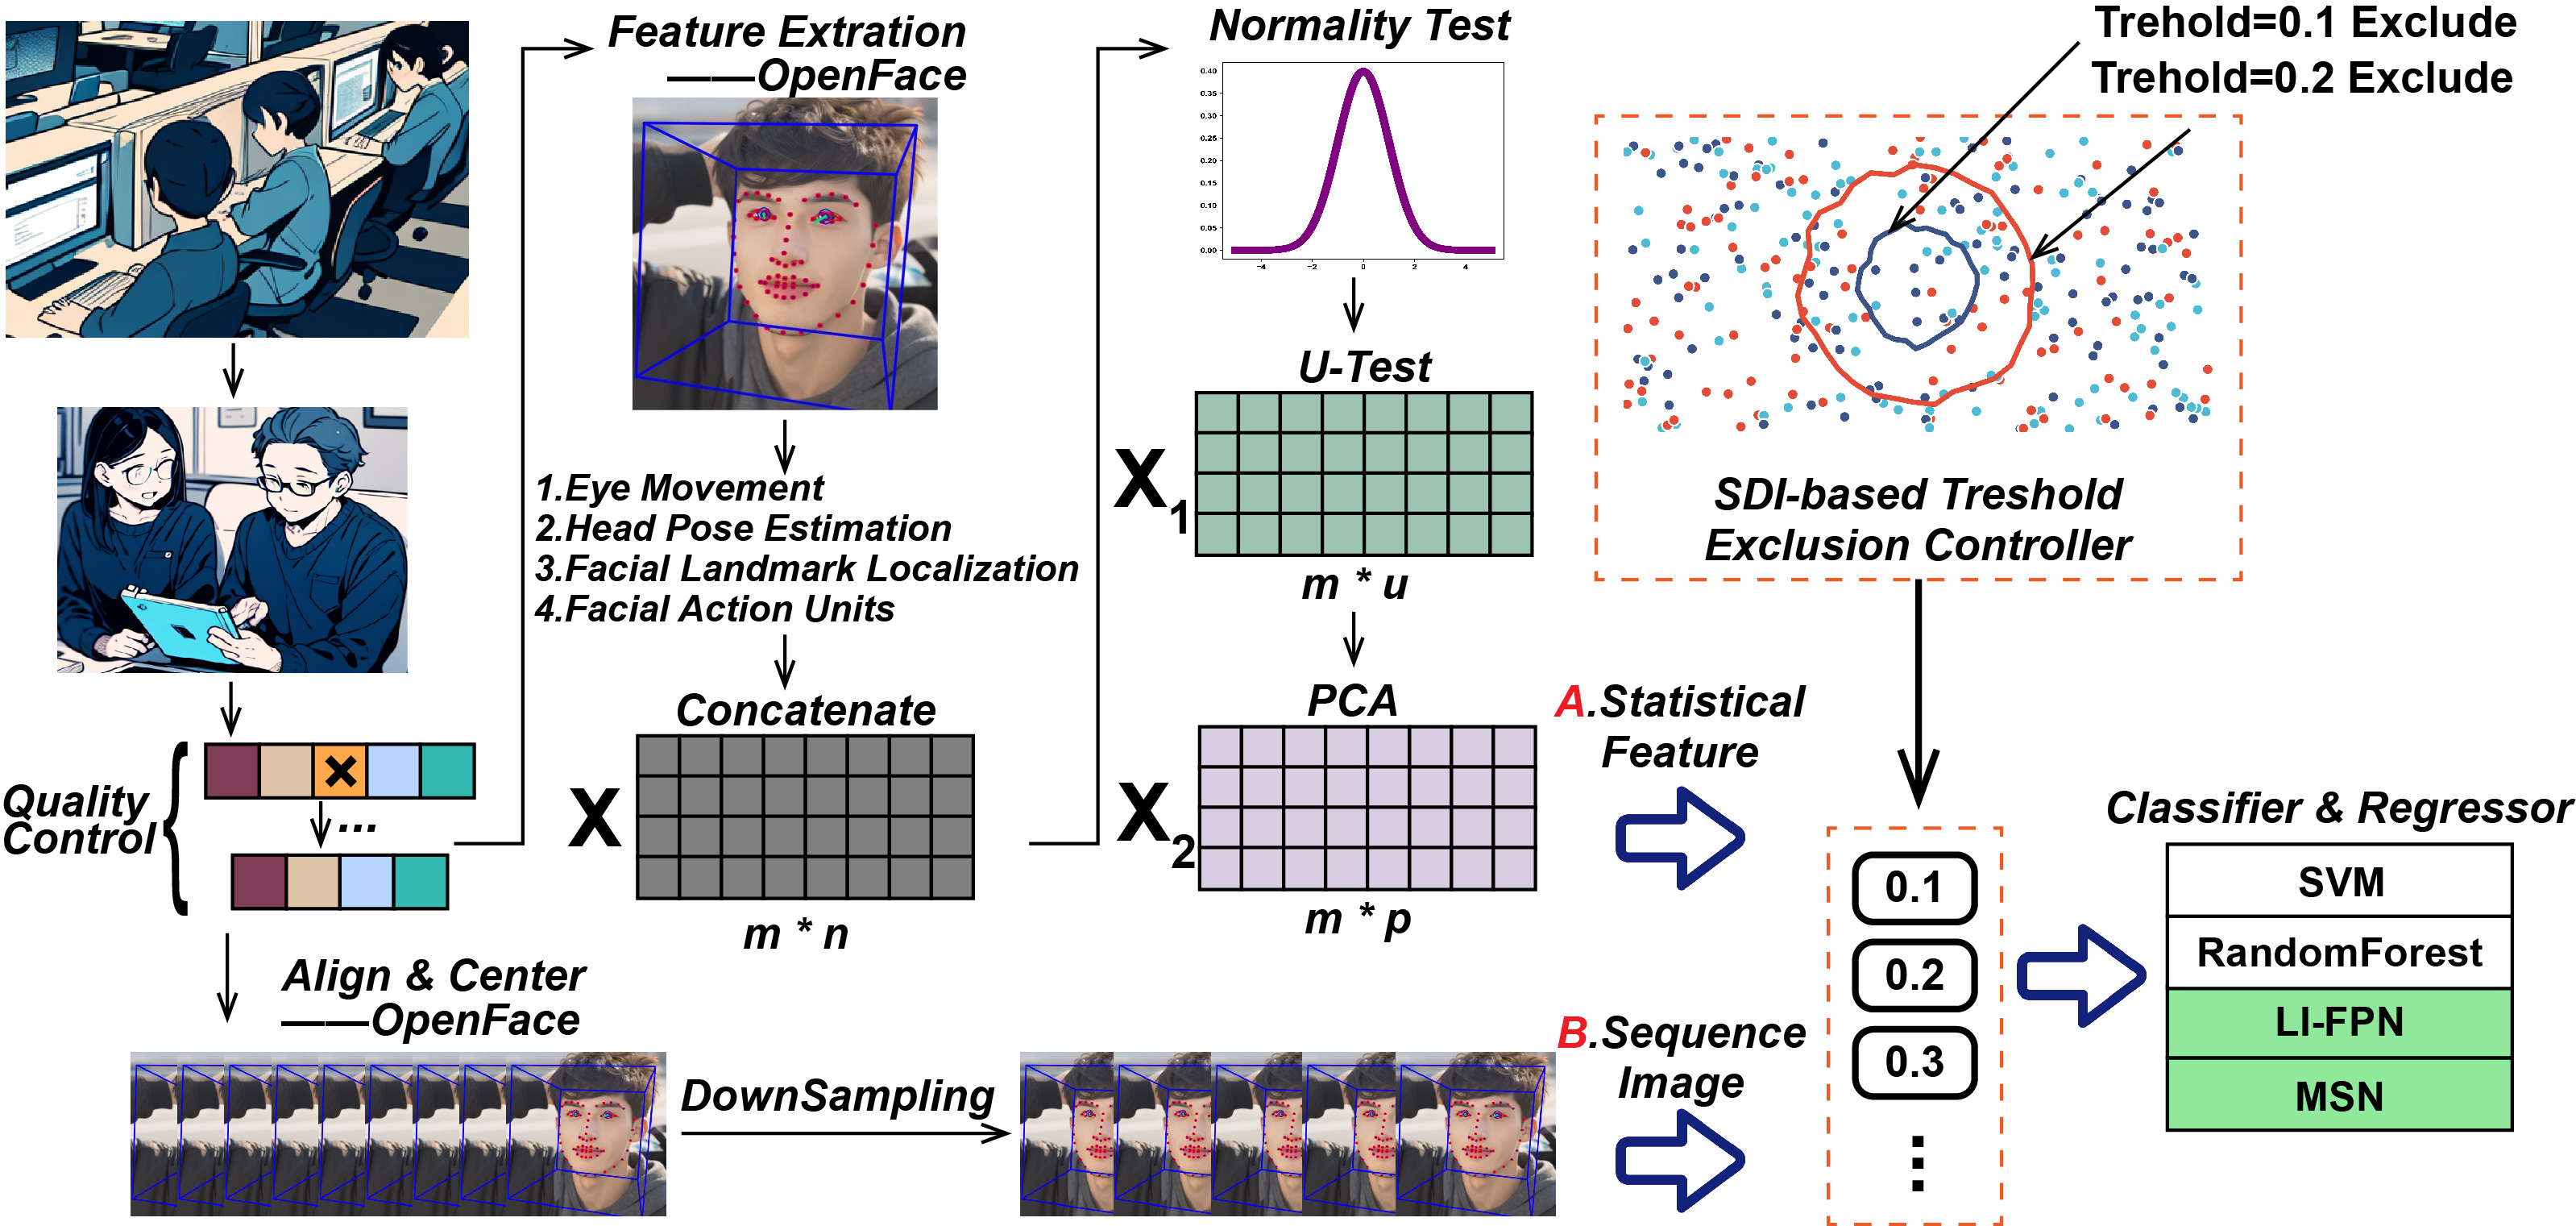 Feature Extration
——OpenFace
1.Eye Movement
2.Head Pose Estimation
3.Facial Landmark Localization
4.Facial Action Units
Concatenate
X
m * n
Quality
Control
...
Align & Center
——OpenFace
DownSampling
Normality Test
0.40
0.35
0.30
0.25
0.20
0.15
0.10
0.05
0.00
−4
−2
0
2
4
U-Test
X1
m * u
PCA
X2
m * p
A.Statistical
Feature
B.Sequence
Image
Trehold=0.1 Exclude
Trehold=0.2 Exclude
SDI-based Treshold
Exclusion Controller
0.1
0.2
0.3
Classifier & Regressor
SVM
RandomForest
LI-FPN
MSN